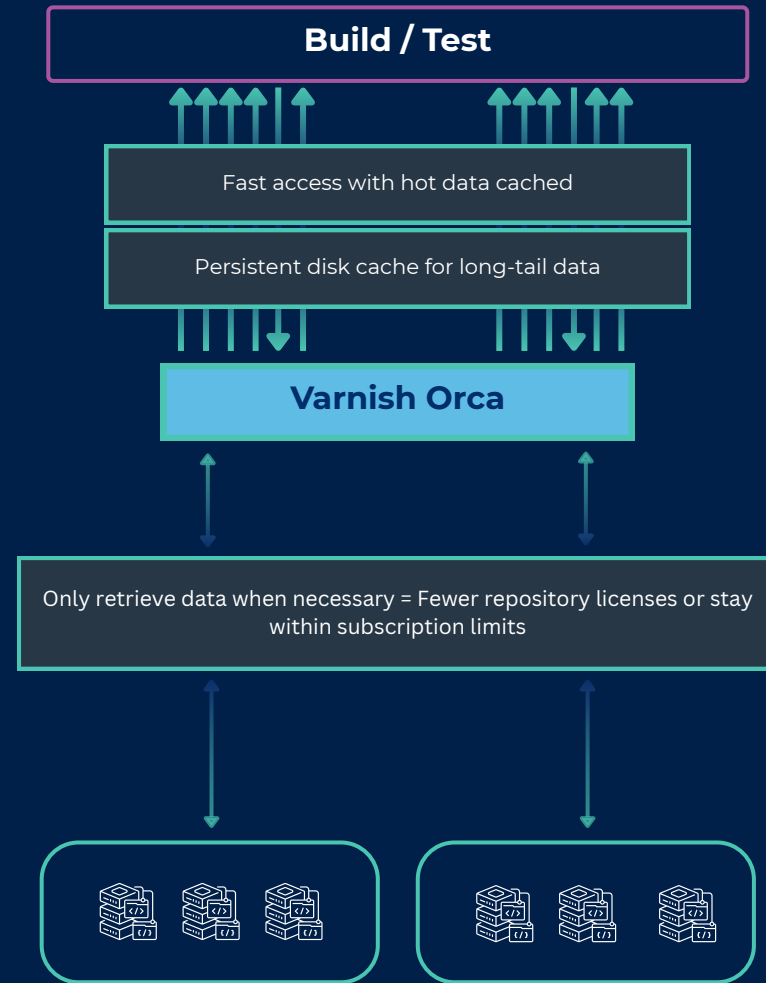 Build / Test
Fast access with hot data cached
Persistent disk cache for long-tail data
Varnish Orca
Only retrieve data when necessary = Fewer repository licenses or stay
within subscription limits